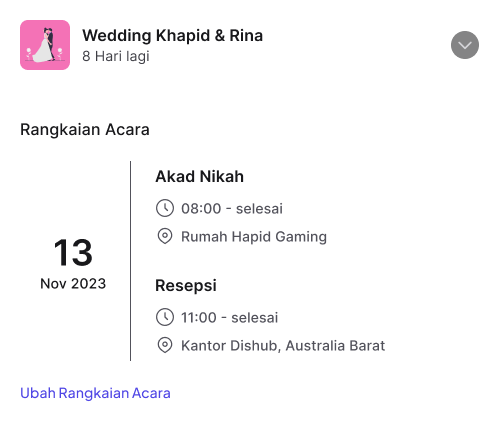 Wedding Khapid & Rina
8 Hari lagi
Rangkaian Acara
13
Nov 2023
Akad Nikah
08:00 - selesai
Rumah Hapid Gaming
Resepsi
11:00 - selesai
Kantor Dishub, Australia Barat
Ubah Rangkaian Acara